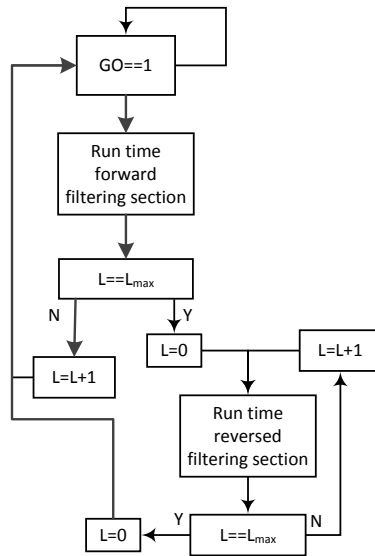 GO==1
Run time
forward
filtering section
L==Lmax
N
Y
L=0
L=L+1
L=L+1
Run time
reversed
filtering section
Y
N
L=0
L==Lmax